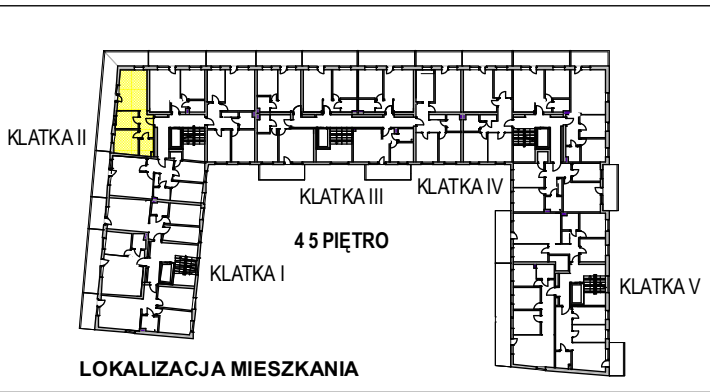 KLATKA II
KLATKA III
KLATKA IV
4 5 PIĘTRO
KLATKA I
KLATKA V
LOKALIZACJA MIESZKANIA